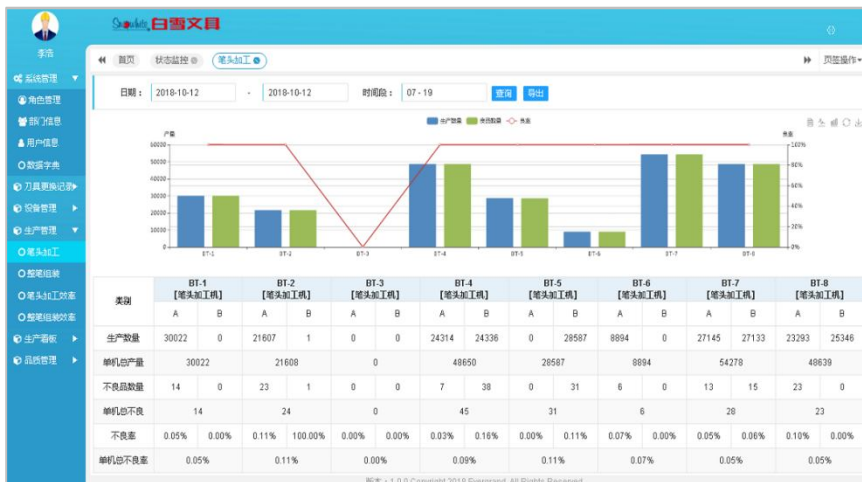 Snowhite 白雪文具
李浩
首页 状态监控 笔头加工 页签操作
系统管理
角色管理
部门信息
用户信息
数据字典
刀具更换记录
设备管理
生产管理
笔头加工
整笔组装
笔头加工效率
整笔组装效率
生产看板
品质管理
日期： 2018-10-12 - 2018-10-12 时间段： 07 - 19 查询 导出
生产数量 良品数量 良率
产量 良率
60000 100%
50000 80%
40000 60%
30000 40%
20000 20%
10000 0%
0
BT-1 BT-2 BT-3 BT-4 BT-5 BT-6 BT-7 BT-8
类别 BT-1 BT-2 BT-3 BT-4 BT-5 BT-6 BT-7 BT-8
【笔头加工机】 【笔头加工机】 【笔头加工机】 【笔头加工机】 【笔头加工机】 【笔头加工机】 【笔头加工机】 【笔头加工机】
A B A B A B A B A B A B A B A B
生产数量 30022 0 21607 1 0 0 24314 24336 0 28587 8894 0 27145 27133 23293 25346
单机总产量 30022 21608 0 48650 28587 8894 54278 48639
不良品数量 14 0 23 1 0 0 7 38 0 31 6 0 13 15 23 0
单机总不良 14 24 0 45 31 6 28 23
不良率 0.05% 0.00% 0.11% 100.00% 0.00% 0.00% 0.03% 0.16% 0.00% 0.11% 0.07% 0.00% 0.05% 0.06% 0.10% 0.00%
单机总不良率 0.05% 0.11% 0.00% 0.09% 0.11% 0.07% 0.05% 0.05%
版本：1.0.0 Copyright 2018 Evergrand. All Rights Reserved.